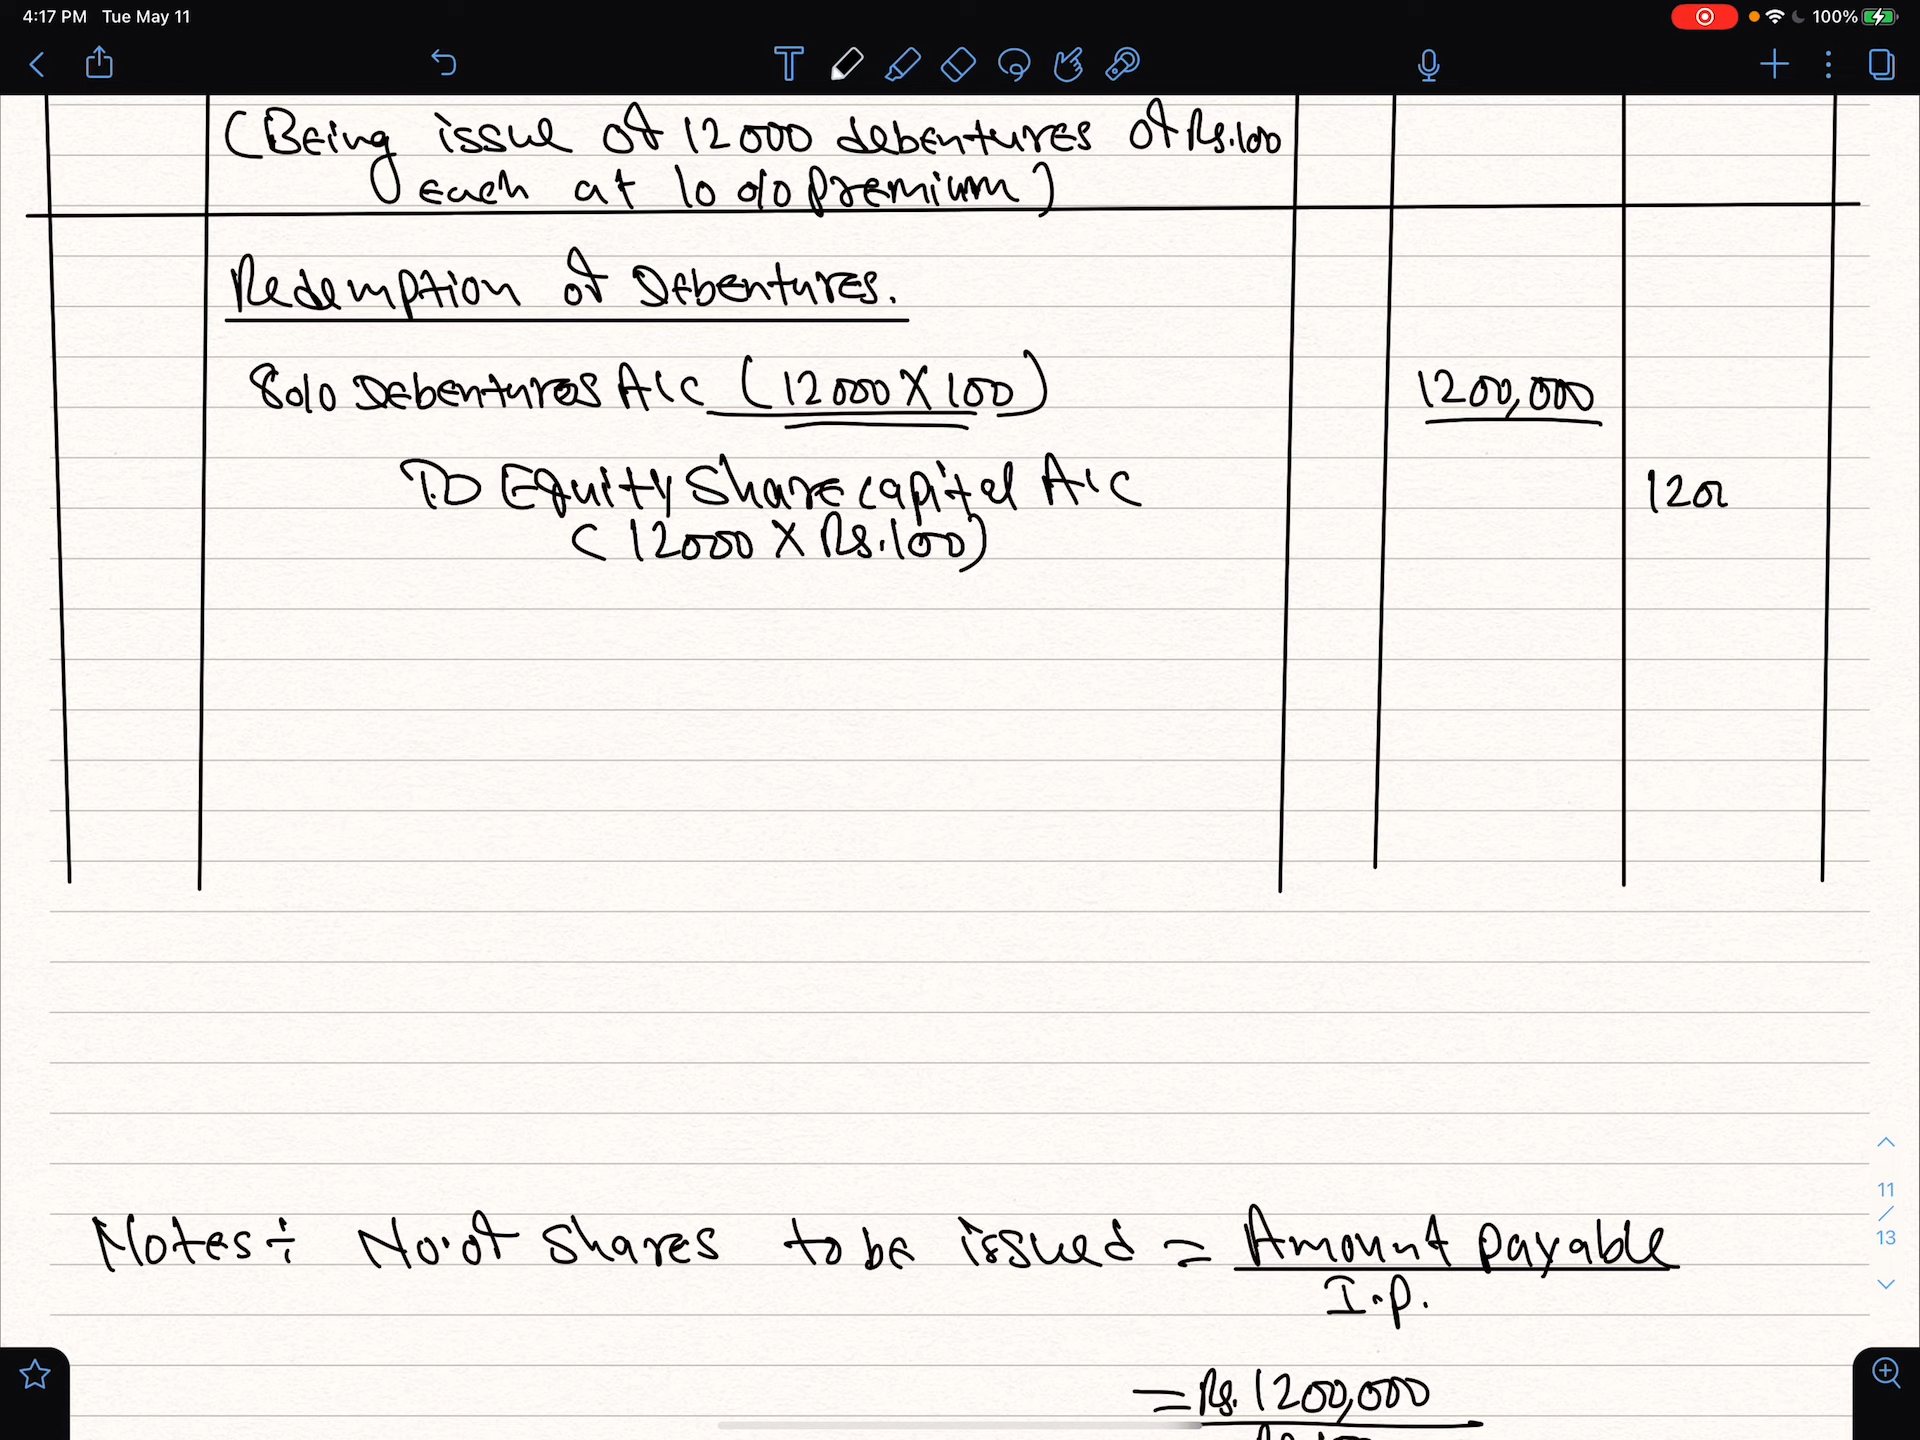 4:17 PM Tue May 11 100%
(Being issue of 12000 debentures of Rs.100
each at 10% premium)
Redemption of Debentures.
8% Debentures A/C (12000 X 100) 1200,000
TO Equity Share capital A/C 1200
(12000 X Rs.100)
11
/
13
Notes:- No. of Shares to be issued = Amount payable
I.P.
= Rs. 1200,000